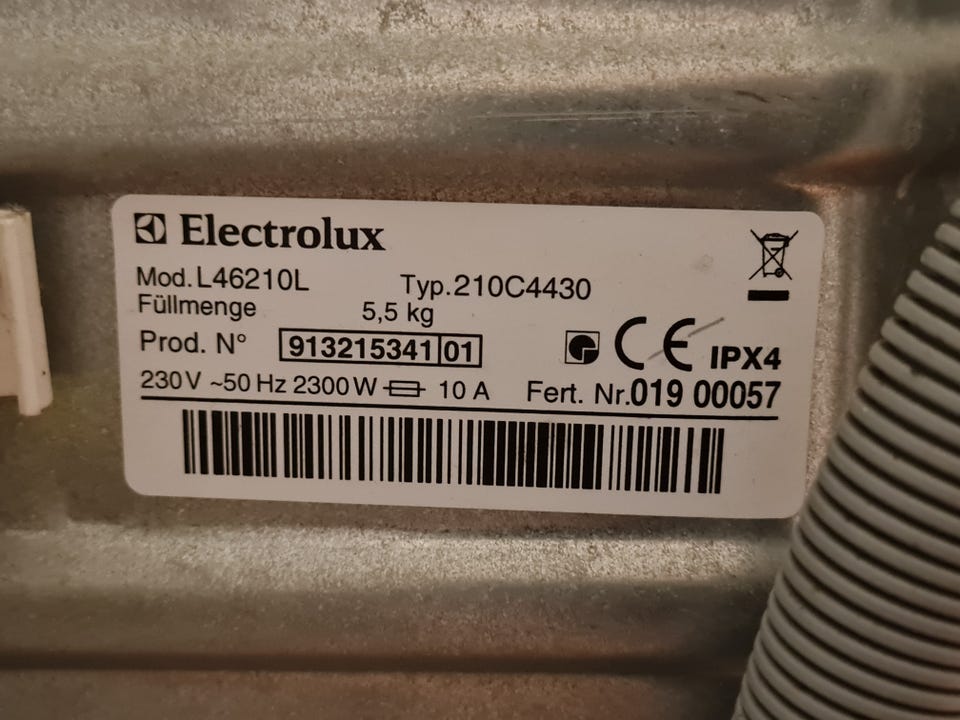 Electrolux
Mod. L46210L Typ. 210C4430
Füllmenge 5,5 kg
Prod. N° 913215341 01
CE IPX4
230V ~50 Hz 2300W 10 A Fert. Nr. 019 00057